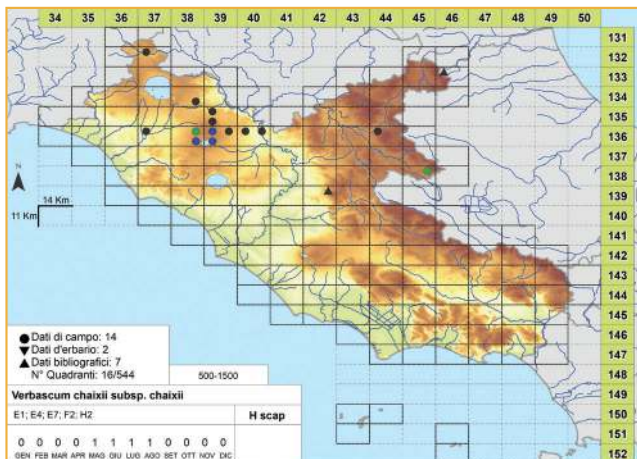 34 35 36 37 38 39 40 41 42 43 44 45 46 47 48 49 50
131
132
133
134
135
136
137
138
139
140
141
142
143
144
145
146
147
148
149
150
151
152
N
14 Km
11 Km
Dati di campo: 14
Dati d'erbario: 2
Dati bibliografici: 7
N° Quadranti: 16/544
500-1500
Verbascum chaixii subsp. chaixii
E1; E4; E7; F2; H2
H scap
0 0 0 0 1 1 1 1 0 0 0 0
GEN FEB MAR APR MAG GIU LUG AGO SET OTT NOV DIC